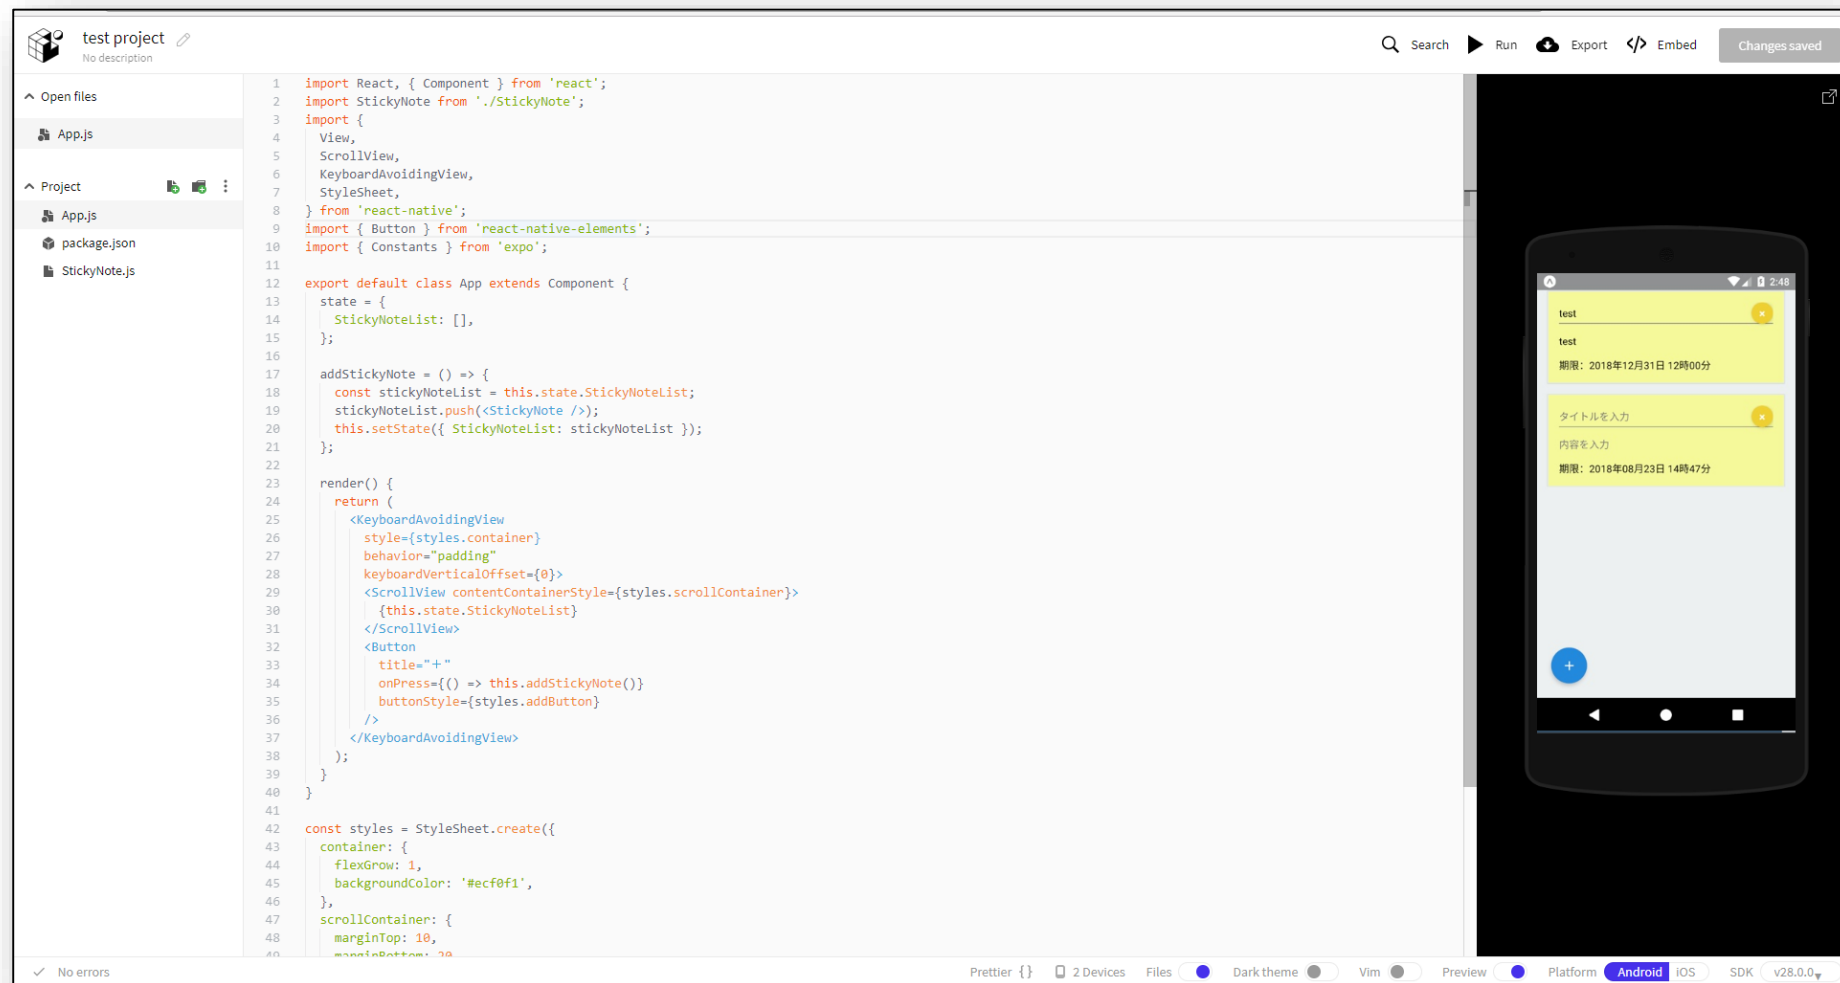 test project
No description
Search
Run
Export
Embed
Changes saved
Open files
App.js
Project
App.js
package.json
StickyNote.js
1 import React, { Component } from 'react';
2 import StickyNote from './StickyNote';
3 import {
4 View,
5 ScrollView,
6 KeyboardAvoidingView,
7 StyleSheet,
8 } from 'react-native';
9 import { Button } from 'react-native-elements';
10 import { Constants } from 'expo';
11
12 export default class App extends Component {
13 state = {
14 StickyNoteList: [],
15 };
16
17 addStickyNote = () => {
18 const stickyNoteList = this.state.StickyNoteList;
19 stickyNoteList.push(<StickyNote />);
20 this.setState({ StickyNoteList: stickyNoteList });
21 };
22
23 render() {
24 return (
25 <KeyboardAvoidingView
26 style={styles.container}
27 behavior="padding"
28 keyboardVerticalOffset={0}>
29 <ScrollView contentContainerStyle={styles.scrollContainer}>
30 {this.state.StickyNoteList}
31 </ScrollView>
32 <Button
33 title="＋"
34 onPress={() => this.addStickyNote()}
35 buttonStyle={styles.addButton}
36 />
37 </KeyboardAvoidingView>
38 );
39 }
40 }
41
42 const styles = StyleSheet.create({
43 container: {
44 flexGrow: 1,
45 backgroundColor: '#ecf0f1',
46 },
47 scrollContainer: {
48 marginTop: 10,
49 marginBottom: 20
2:48
test
×
test
期限：2018年12月31日 12時00分
タイトルを入力
×
内容を入力
期限：2018年08月23日 14時47分
＋
No errors
Prettier {}
2 Devices
Files
Dark theme
Vim
Preview
Platform
Android
iOS
SDK
v28.0.0